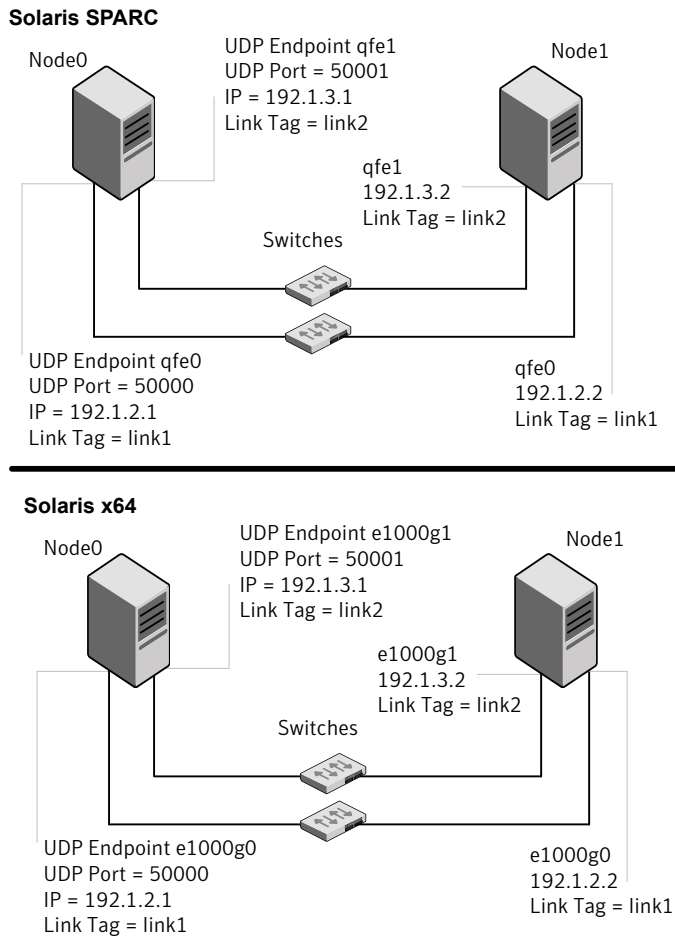 Solaris SPARC
Node0
UDP Endpoint qfe1
UDP Port = 50001
IP = 192.1.3.1
Link Tag = link2
Node1
qfe1
192.1.3.2
Link Tag = link2
Switches
UDP Endpoint qfe0
UDP Port = 50000
IP = 192.1.2.1
Link Tag = link1
qfe0
192.1.2.2
Link Tag = link1
Solaris x64
Node0
UDP Endpoint e1000g1
UDP Port = 50001
IP = 192.1.3.1
Link Tag = link2
Node1
e1000g1
192.1.3.2
Link Tag = link2
Switches
UDP Endpoint e1000g0
UDP Port = 50000
IP = 192.1.2.1
Link Tag = link1
e1000g0
192.1.2.2
Link Tag = link1